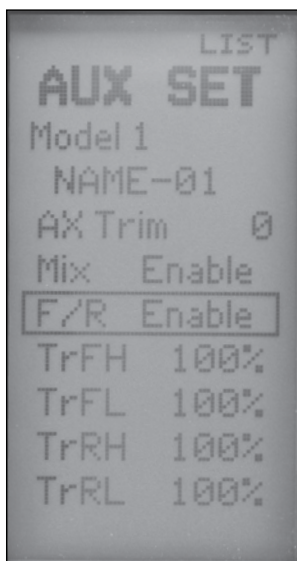 LIST
AUX SET
Model 1
NAME-01
AX Trim 0
Mix Enable
F/R Enable
TrFH 100%
TrFL 100%
TrRH 100%
TrRL 100%